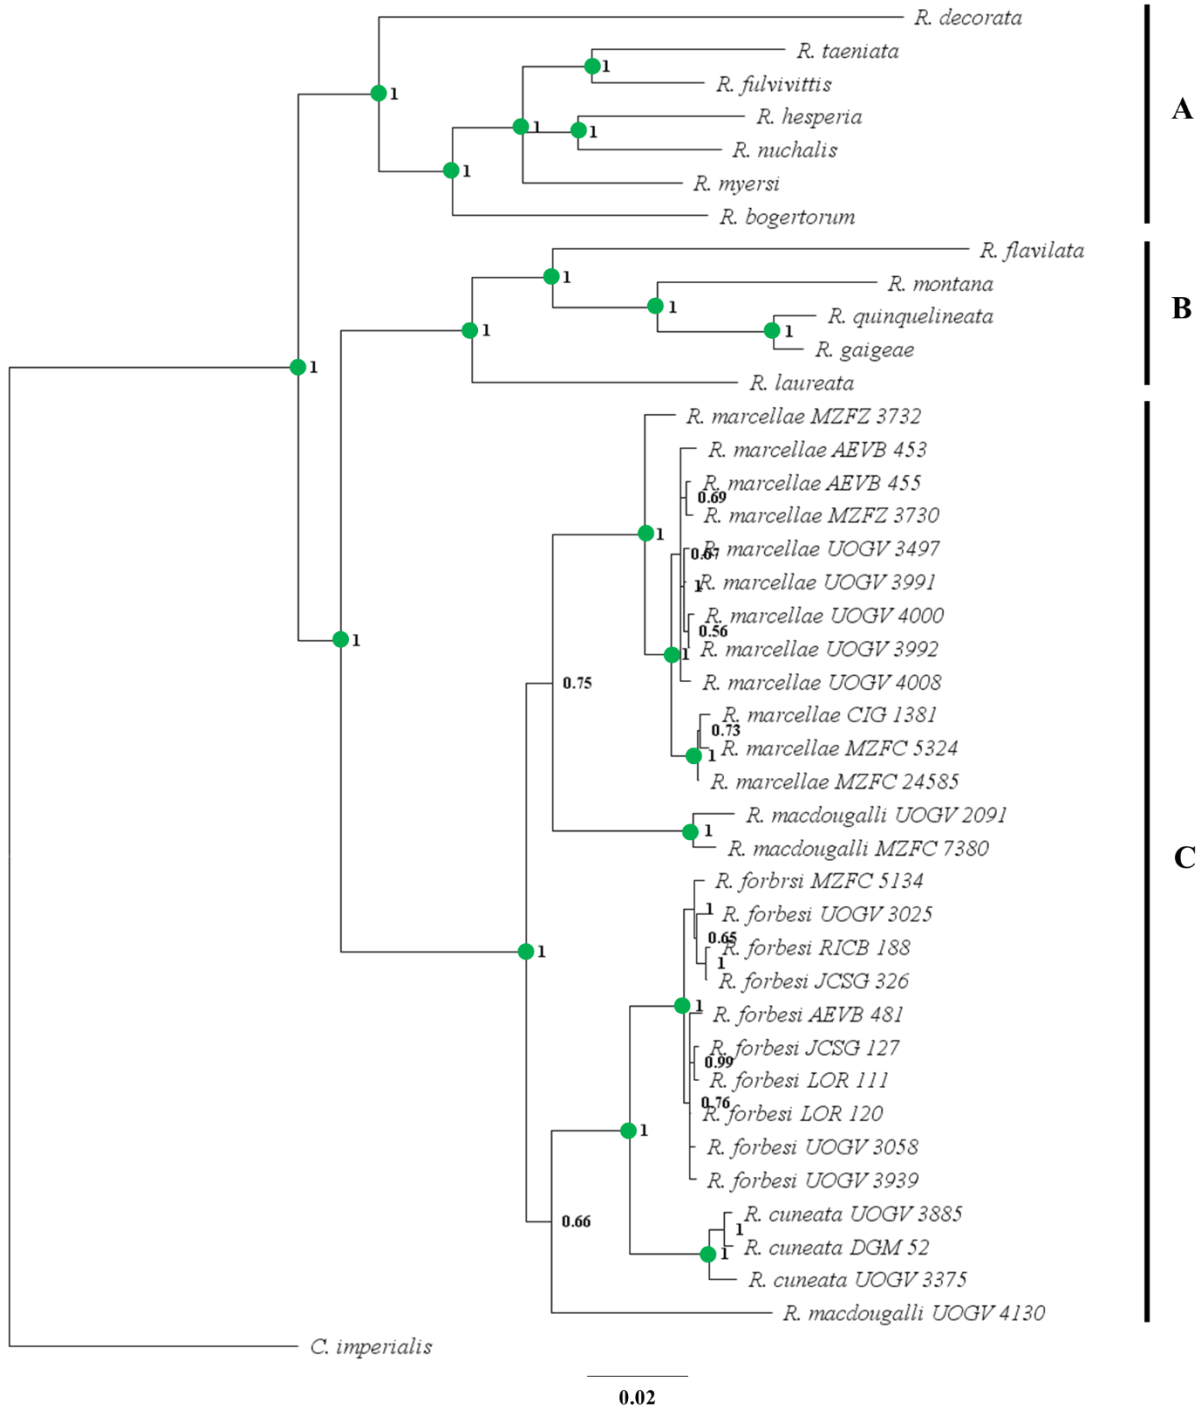 R. decorata
R. taeniata
1
R. fulvivittis
1
A
R. hesperia
1
1
R. nuchalis
1
R. myersi
R. bogertorum
R. flavilata
1
R. montana
1
B
R. quinquelineata
1
1
R. gaigeae
1
R. laureata
R. marcellae MZFZ 3732
R. marcellae AEVB 453
R. marcellae AEVB 455
0.69
R. marcellae MZFZ 3730
1
R. marcellae UOGV 3497
0.67
R. marcellae UOGV 3991
1
R. marcellae UOGV 4000
0.56
1
R. marcellae UOGV 3992
1
R. marcellae UOGV 4008
0.75
R. marcellae CIG 1381
0.73
R. marcellae MZFC 5324
1
R. marcellae MZFC 24585
R. macdougalli UOGV 2091
1
R. macdougalli MZFC 7380
C
R. forbrsi MZFC 5134
1
R. forbesi UOGV 3025
0.65
R. forbesi RICB 188
1
1
R. forbesi JCSG 326
1
R. forbesi AEVB 481
R. forbesi JCSG 127
0.99
R. forbesi LOR 111
0.76
R. forbesi LOR 120
1
R. forbesi UOGV 3058
R. forbesi UOGV 3939
R. cuneata UOGV 3885
0.66
1
R. cuneata DGM 52
1
R. cuneata UOGV 3375
R. macdougalli UOGV 4130
C. imperialis
0.02